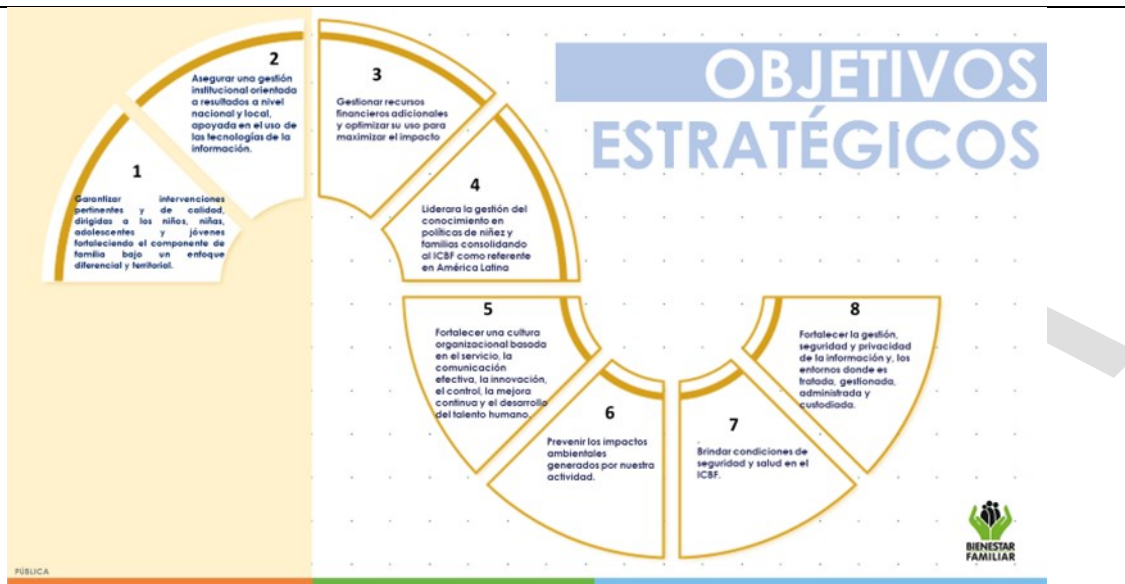 OBJETIVOS
ESTRATÉGICOS
1
Garantizar intervenciones
pertinentes y de calidad,
dirigidas a los niños, niñas,
adolescentes y jóvenes
fortaleciendo el componente de
familia bajo un enfoque
diferencial y territorial.
2
Asegurar una gestión
institucional orientada
a resultados a nivel
nacional y local,
apoyada en el uso de
las tecnologías de la
información.
3
Gestionar recursos
financieros adicionales
y optimizar su uso para
maximizar el impacto
4
Liderara la gestión del
conocimiento en
políticas de niñez y
familias consolidando
al ICBF como referente
en América Latina
5
Fortalecer una cultura
organizacional basada
en el servicio, la
comunicación
efectiva, la innovación,
el control, la mejora
continua y el desarrollo
del talento humano.
6
Prevenir los impactos
ambientales
generados por nuestra
actividad.
7
Brindar condiciones de
seguridad y salud en el
ICBF.
8
Fortalecer la gestión,
seguridad y privacidad
de la información y, los
entornos donde es
tratada, gestionada,
administrada y
custodiada.
BIENESTAR
FAMILIAR
PÚBLICA